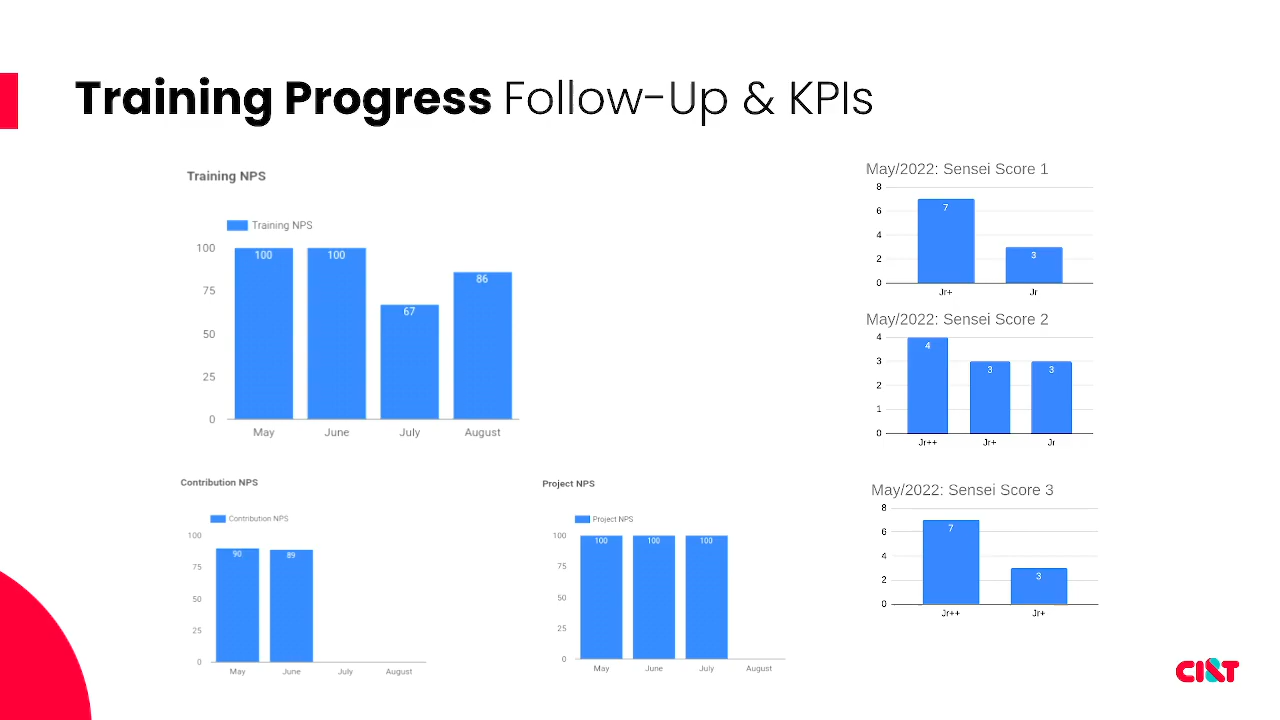 Training Progress Follow-Up & KPIs
Training NPS
Training NPS
100
75
50
25
0
100
100
67
86
May June July August
Contribution NPS
Contribution NPS
100
75
50
25
0
90
89
May June July August
Project NPS
Project NPS
100
75
50
25
0
100
100
100
May June July August
May/2022: Sensei Score 1
8
6
4
2
0
7
3
Jr+ Jr
May/2022: Sensei Score 2
4
3
2
1
0
4
3
3
Jr++ Jr+ Jr
May/2022: Sensei Score 3
8
6
4
2
0
7
3
Jr++ Jr+
CI&T